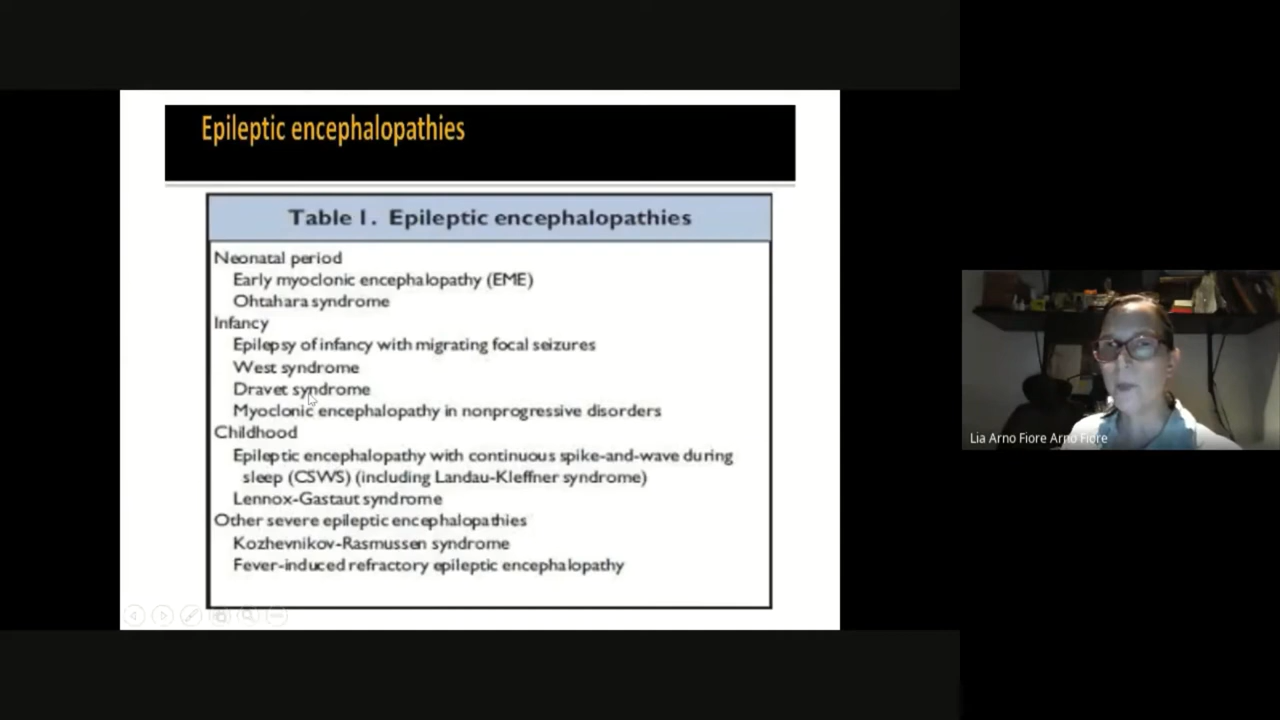 Epileptic encephalopathies
Table 1. Epileptic encephalopathies
Neonatal period
Early myoclonic encephalopathy (EME)
Ohtahara syndrome
Infancy
Epilepsy of infancy with migrating focal seizures
West syndrome
Dravet syndrome
Myoclonic encephalopathy in nonprogressive disorders
Childhood
Epileptic encephalopathy with continuous spike-and-wave during
sleep (CSWS) (including Landau-Kleffner syndrome)
Lennox-Gastaut syndrome
Other severe epileptic encephalopathies
Kozhevnikov-Rasmussen syndrome
Fever-induced refractory epileptic encephalopathy
Lia Arno Fiore Arno Fiore